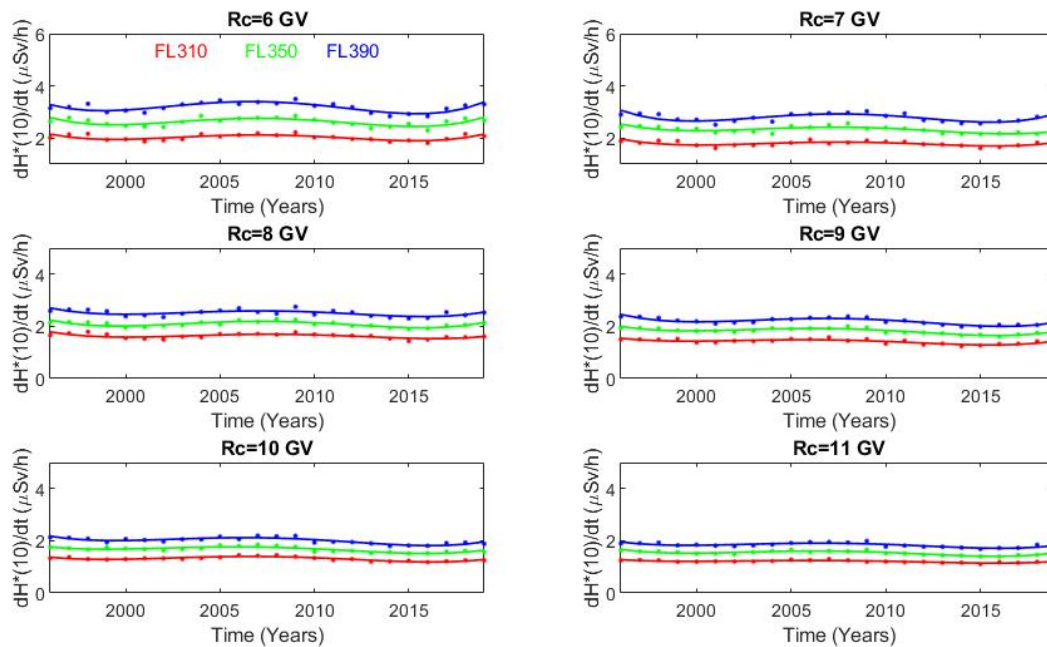 Rc=6 GV
FL310 FL350 FL390
dH*(10)/dt (μSv/h)
6
4
2
2000 2005 2010 2015
Time (Years)
Rc=7 GV
dH*(10)/dt (μSv/h)
6
4
2
2000 2005 2010 2015
Time (Years)
Rc=8 GV
dH*(10)/dt (μSv/h)
4
2
0
2000 2005 2010 2015
Time (Years)
Rc=9 GV
dH*(10)/dt (μSv/h)
4
2
0
2000 2005 2010 2015
Time (Years)
Rc=10 GV
dH*(10)/dt (μSv/h)
4
2
0
2000 2005 2010 2015
Time (Years)
Rc=11 GV
dH*(10)/dt (μSv/h)
4
2
0
2000 2005 2010 2015
Time (Years)